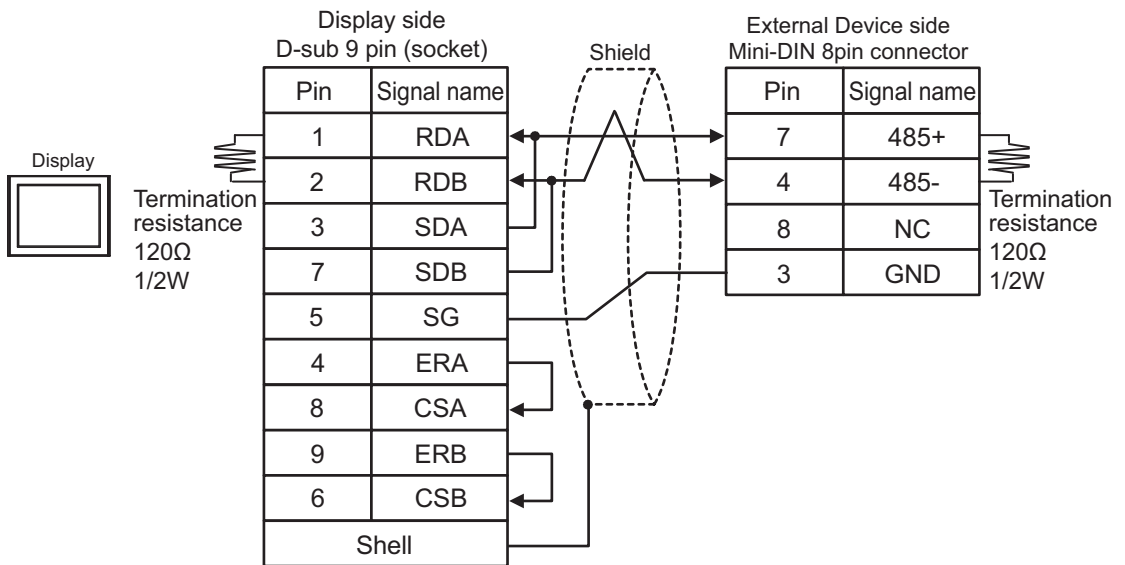 Display side
D-sub 9 pin (socket)
Shield
External Device side
Mini-DIN 8pin connector
Pin Signal name
1 RDA
2 RDB
3 SDA
7 SDB
5 SG
4 ERA
8 CSA
9 ERB
6 CSB
Shell
Pin Signal name
7 485+
4 485-
8 NC
3 GND
Display
Termination
resistance
120Ω
1/2W
Termination
resistance
120Ω
1/2W